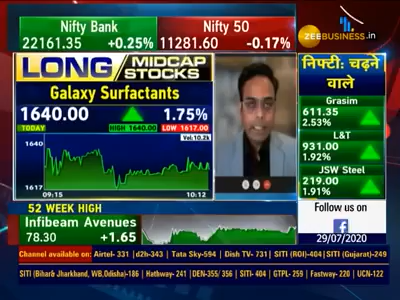 Nifty Bank
22161.35 +0.25%
Nifty 50
11281.60 -0.17%
ZEEBUSINESS.in
LONG / MIDCAP STOCKS
Galaxy Surfactants
1640.00 1.75%
TODAY HIGH 1640.00 LOW 1617.00
Vol:10.2k
1640
1617
09:15 10:12
निफ्टी: चढ़ने
वाले
Grasim
611.35
2.53%
L&T
931.00
1.92%
JSW Steel
219.00
1.91%
52 WEEK HIGH
Infibeam Avenues
78.30 +1.65
Follow us on
29/07/2020
Channel available on: Airtel- 331 | d2h-343 | Tata Sky-594 | Dish TV- 731 | SITI (ROI)-404 | SITI (Gujarat)-249
SITI (Bihar & Jharkhand, WB,Odisha)-186 | Hathway- 241 | DEN-355/ 356 | SITI- 404 | GTPL- 259 | Fastway- 220 | UCN-122